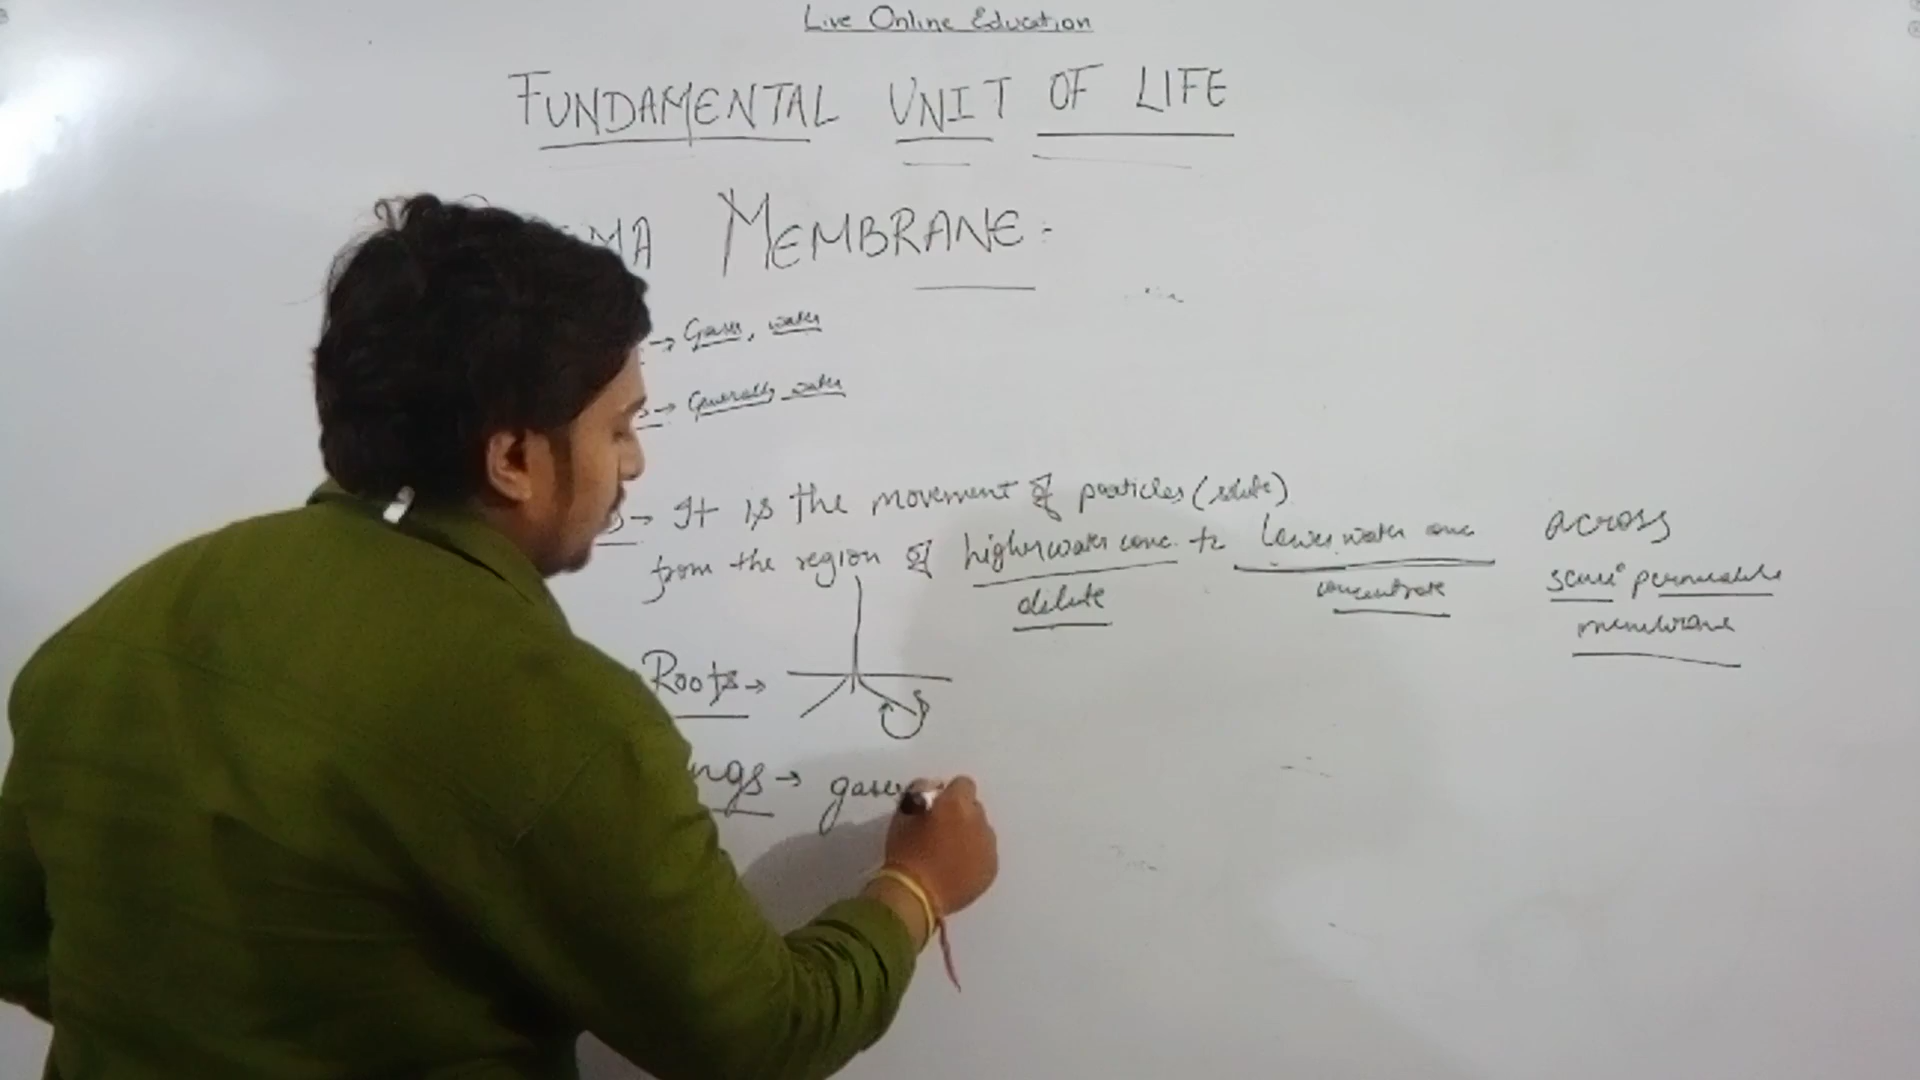 Live Online Education
FUNDAMENTAL UNIT OF LIFE
MA MEMBRANE:
→ Gases, water
→ Generally water
→ It is the movement of particles (solute)
from the region of higher water conc. to lower water conc across
dilute concentrate semi permeable
membrane
Roots →
ngs → gases